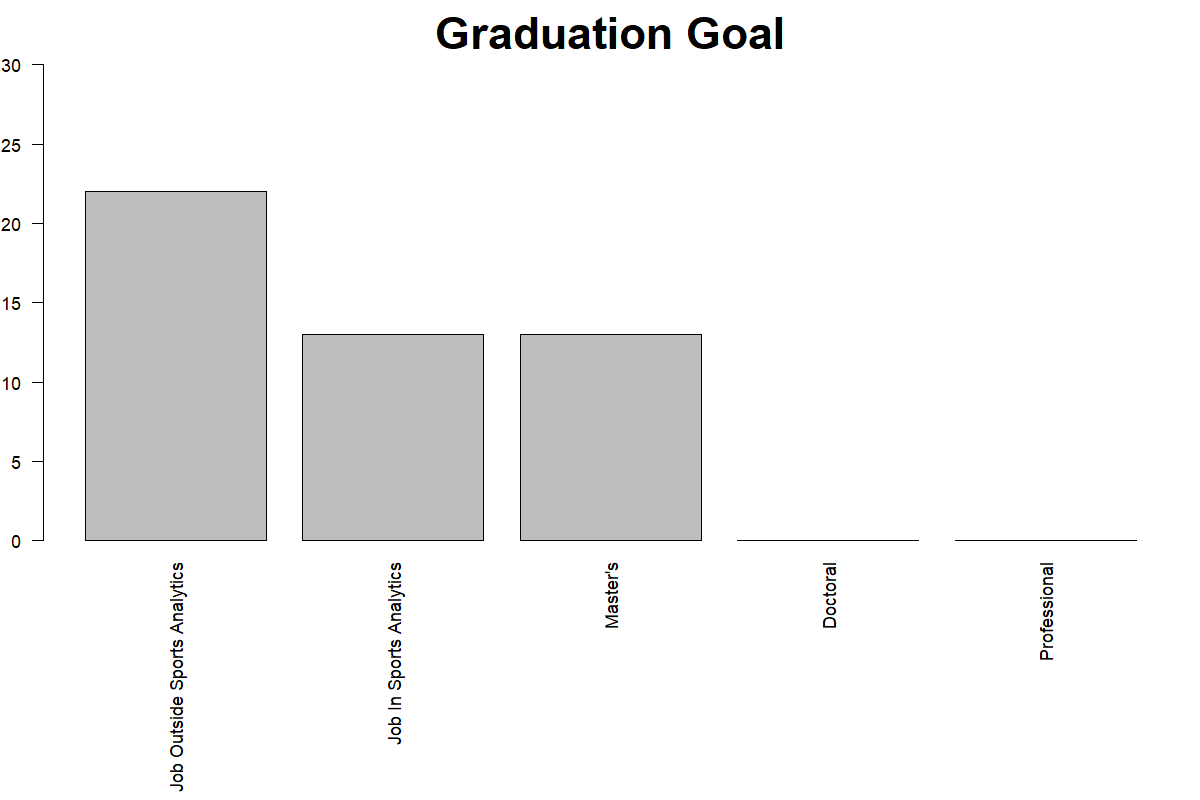 Graduation Goal
30
25
20
15
10
5
0
Job Outside Sports Analytics
Job In Sports Analytics
Master's
Doctoral
Professional